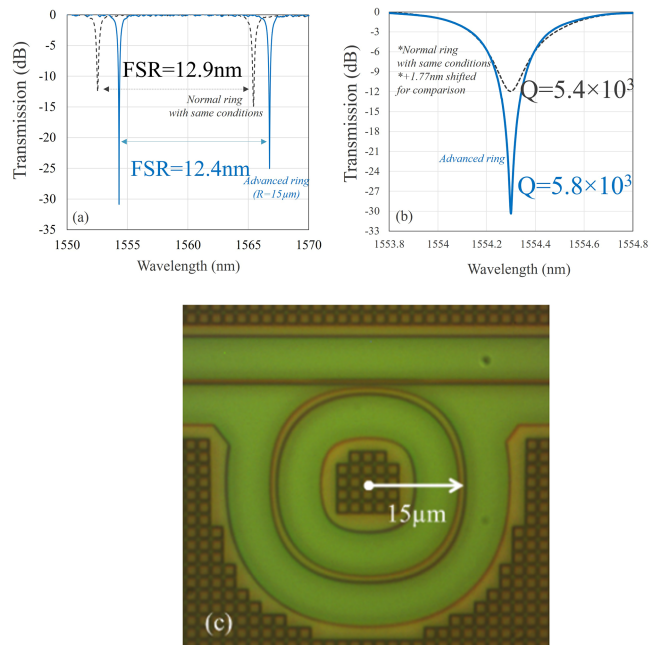 Transmission (dB)
0
-5
-10
-15
-20
-25
-30
-35
FSR=12.9nm
Normal ring
with same conditions
FSR=12.4nm
Advanced ring
(R=15µm)
(a)
1550
1555
1560
1565
1570
Wavelength (nm)
Transmission (dB)
0
-3
-6
-9
-12
-15
-18
-21
-24
-27
-30
-33
*Normal ring
with same conditions
*+1.77nm shifted
for comparison
Q=5.4×10³
Advanced ring
Q=5.8×10³
(b)
1553.8
1554
1554.2
1554.4
1554.6
1554.8
Wavelength (nm)
15µm
(c)